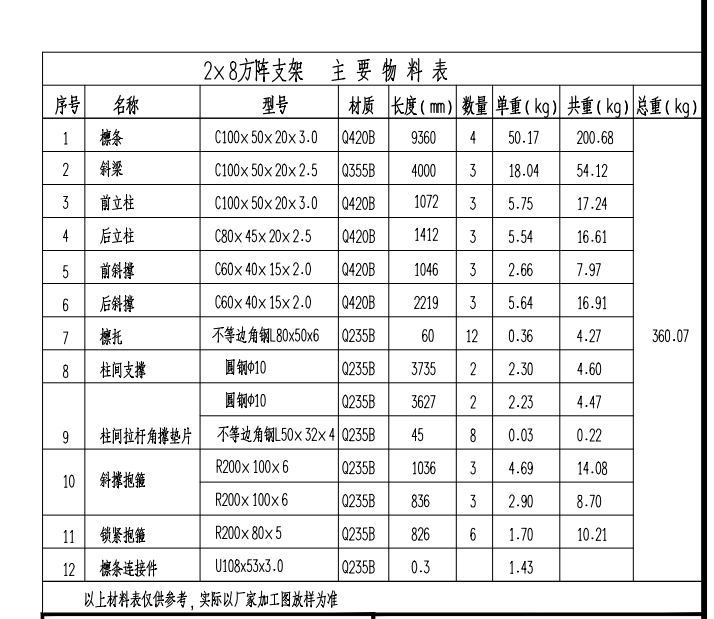 2×8方阵支架 主要物料表
序号 名称 型号 材质 长度(mm) 数量 单重(kg) 共重(kg) 总重(kg)
1 檩条 C100×50×20×3.0 Q420B 9360 4 50.17 200.68
2 斜梁 C100×50×20×2.5 Q355B 4000 3 18.04 54.12
3 前立柱 C100×50×20×3.0 Q420B 1072 3 5.75 17.24
4 后立柱 C80×45×20×2.5 Q420B 1412 3 5.54 16.61
5 前斜撑 C60×40×15×2.0 Q420B 1046 3 2.66 7.97
6 后斜撑 C60×40×15×2.0 Q420B 2219 3 5.64 16.91
7 檩托 不等边角钢L80x50x6 Q235B 60 12 0.36 4.27 360.07
8 柱间支撑 圆钢Φ10 Q235B 3735 2 2.30 4.60
圆钢Φ10 Q235B 3627 2 2.23 4.47
9 柱间拉杆角撑垫片 不等边角钢L50×32×4 Q235B 45 8 0.03 0.22
10 斜撑抱箍 R200×100×6 Q235B 1036 3 4.69 14.08
R200×100×6 Q235B 836 3 2.90 8.70
11 锁紧抱箍 R200×80×5 Q235B 826 6 1.70 10.21
12 檩条连接件 U108x53x3.0 Q235B 0.3 1.43
以上材料表仅供参考，实际以厂家加工图放样为准